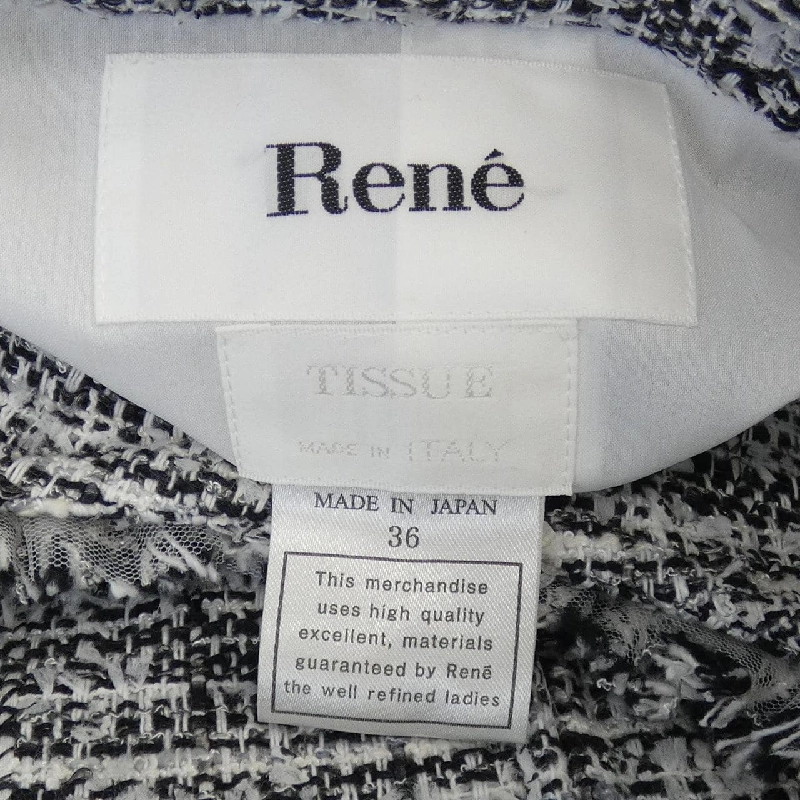 René
TISSUE
MADE IN ITALY
MADE IN JAPAN
36
This merchandise
uses high quality
excellent, materials
guaranteed by René
the well refined ladies